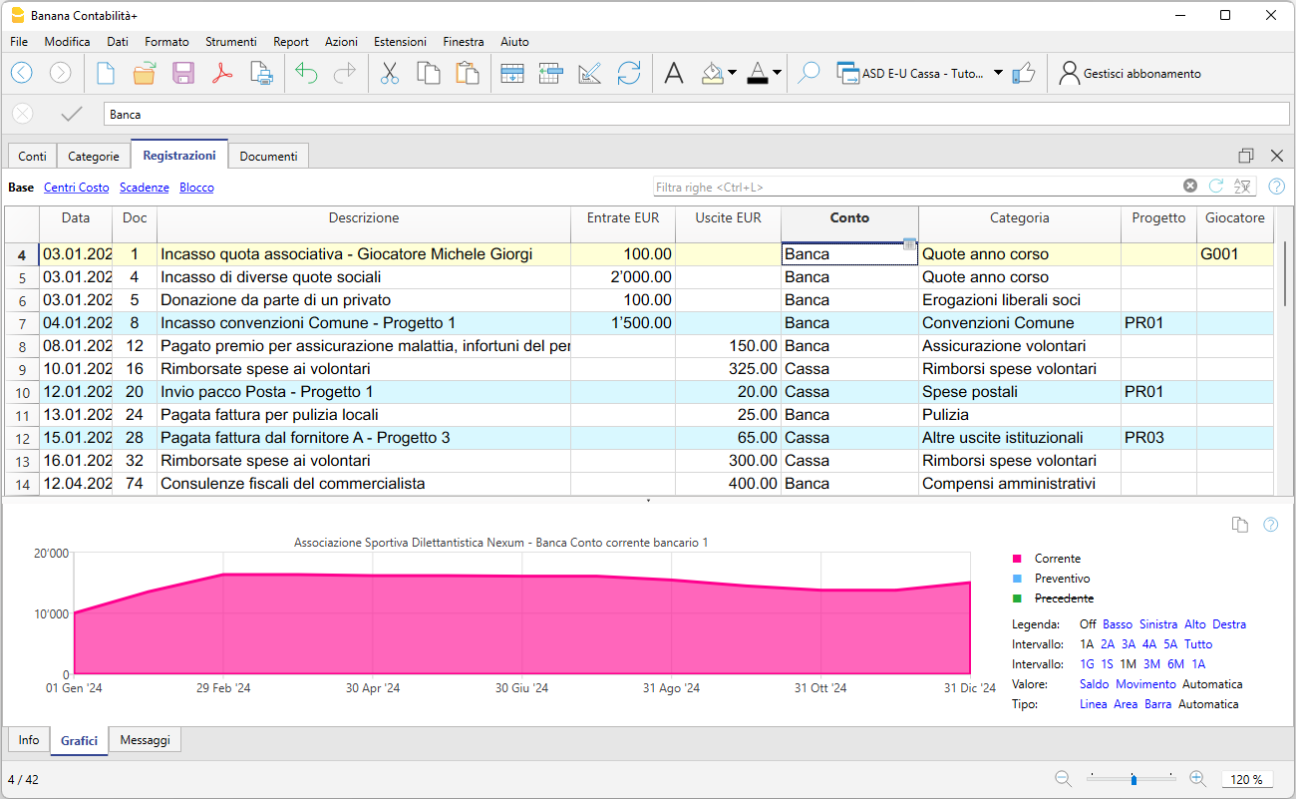 Banana Contabilità+
File Modifica Dati Formato Strumenti Report Azioni Estensioni Finestra Aiuto
A A ASD E-U Cassa - Tuto... Gestisci abbonamento
Banca
Conti Categorie Registrazioni Documenti
Base Centri Costo Scadenze Blocco Filtra righe <Ctrl+L>
Data Doc Descrizione Entrate EUR Uscite EUR Conto Categoria Progetto Giocatore
4 03.01.202 1 Incasso quota associativa - Giocatore Michele Giorgi 100.00 Banca Quote anno corso G001
5 03.01.202 4 Incasso di diverse quote sociali 2'000.00 Banca Quote anno corso
6 03.01.202 5 Donazione da parte di un privato 100.00 Banca Erogazioni liberali soci
7 04.01.202 8 Incasso convenzioni Comune - Progetto 1 1'500.00 Banca Convenzioni Comune PR01
8 08.01.202 12 Pagato premio per assicurazione malattia, infortuni del per 150.00 Banca Assicurazione volontari
9 10.01.202 16 Rimborsate spese ai volontari 325.00 Cassa Rimborsi spese volontari
10 12.01.202 20 Invio pacco Posta - Progetto 1 20.00 Cassa Spese postali PR01
11 13.01.202 24 Pagata fattura per pulizia locali 25.00 Banca Pulizia
12 15.01.202 28 Pagata fattura dal fornitore A - Progetto 3 65.00 Cassa Altre uscite istituzionali PR03
13 16.01.202 32 Rimborsate spese ai volontari 300.00 Cassa Rimborsi spese volontari
14 12.04.202 74 Consulenze fiscali del commercialista 400.00 Banca Compensi amministrativi
Associazione Sportiva Dilettantistica Nexum - Banca Conto corrente bancario 1
20'000
10'000
0
01 Gen '24 29 Feb '24 30 Apr '24 30 Giu '24 31 Ago '24 31 Ott '24 31 Dic '24
Corrente
Preventivo
Precedente
Legenda: Off Basso Sinistra Alto Destra
Intervallo: 1A 2A 3A 4A 5A Tutto
Intervallo: 1G 1S 1M 3M 6M 1A
Valore: Saldo Movimento Automatica
Tipo: Linea Area Barra Automatica
Info Grafici Messaggi
4 / 42 120 %